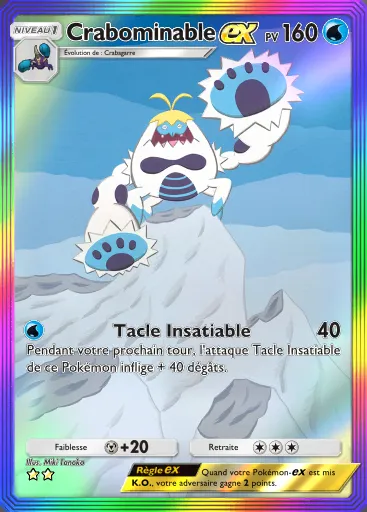 NIVEAU 1
Crabominable ex PV 160
Évolution de : Crabagarre
Tacle Insatiable 40
Pendant votre prochain tour, l'attaque Tacle Insatiable
de ce Pokémon inflige + 40 dégâts.
Faiblesse +20 Retraite
Illus. Miki Tanaka
Règle ex Quand votre Pokémon-ex est mis
K.O., votre adversaire gagne 2 points.